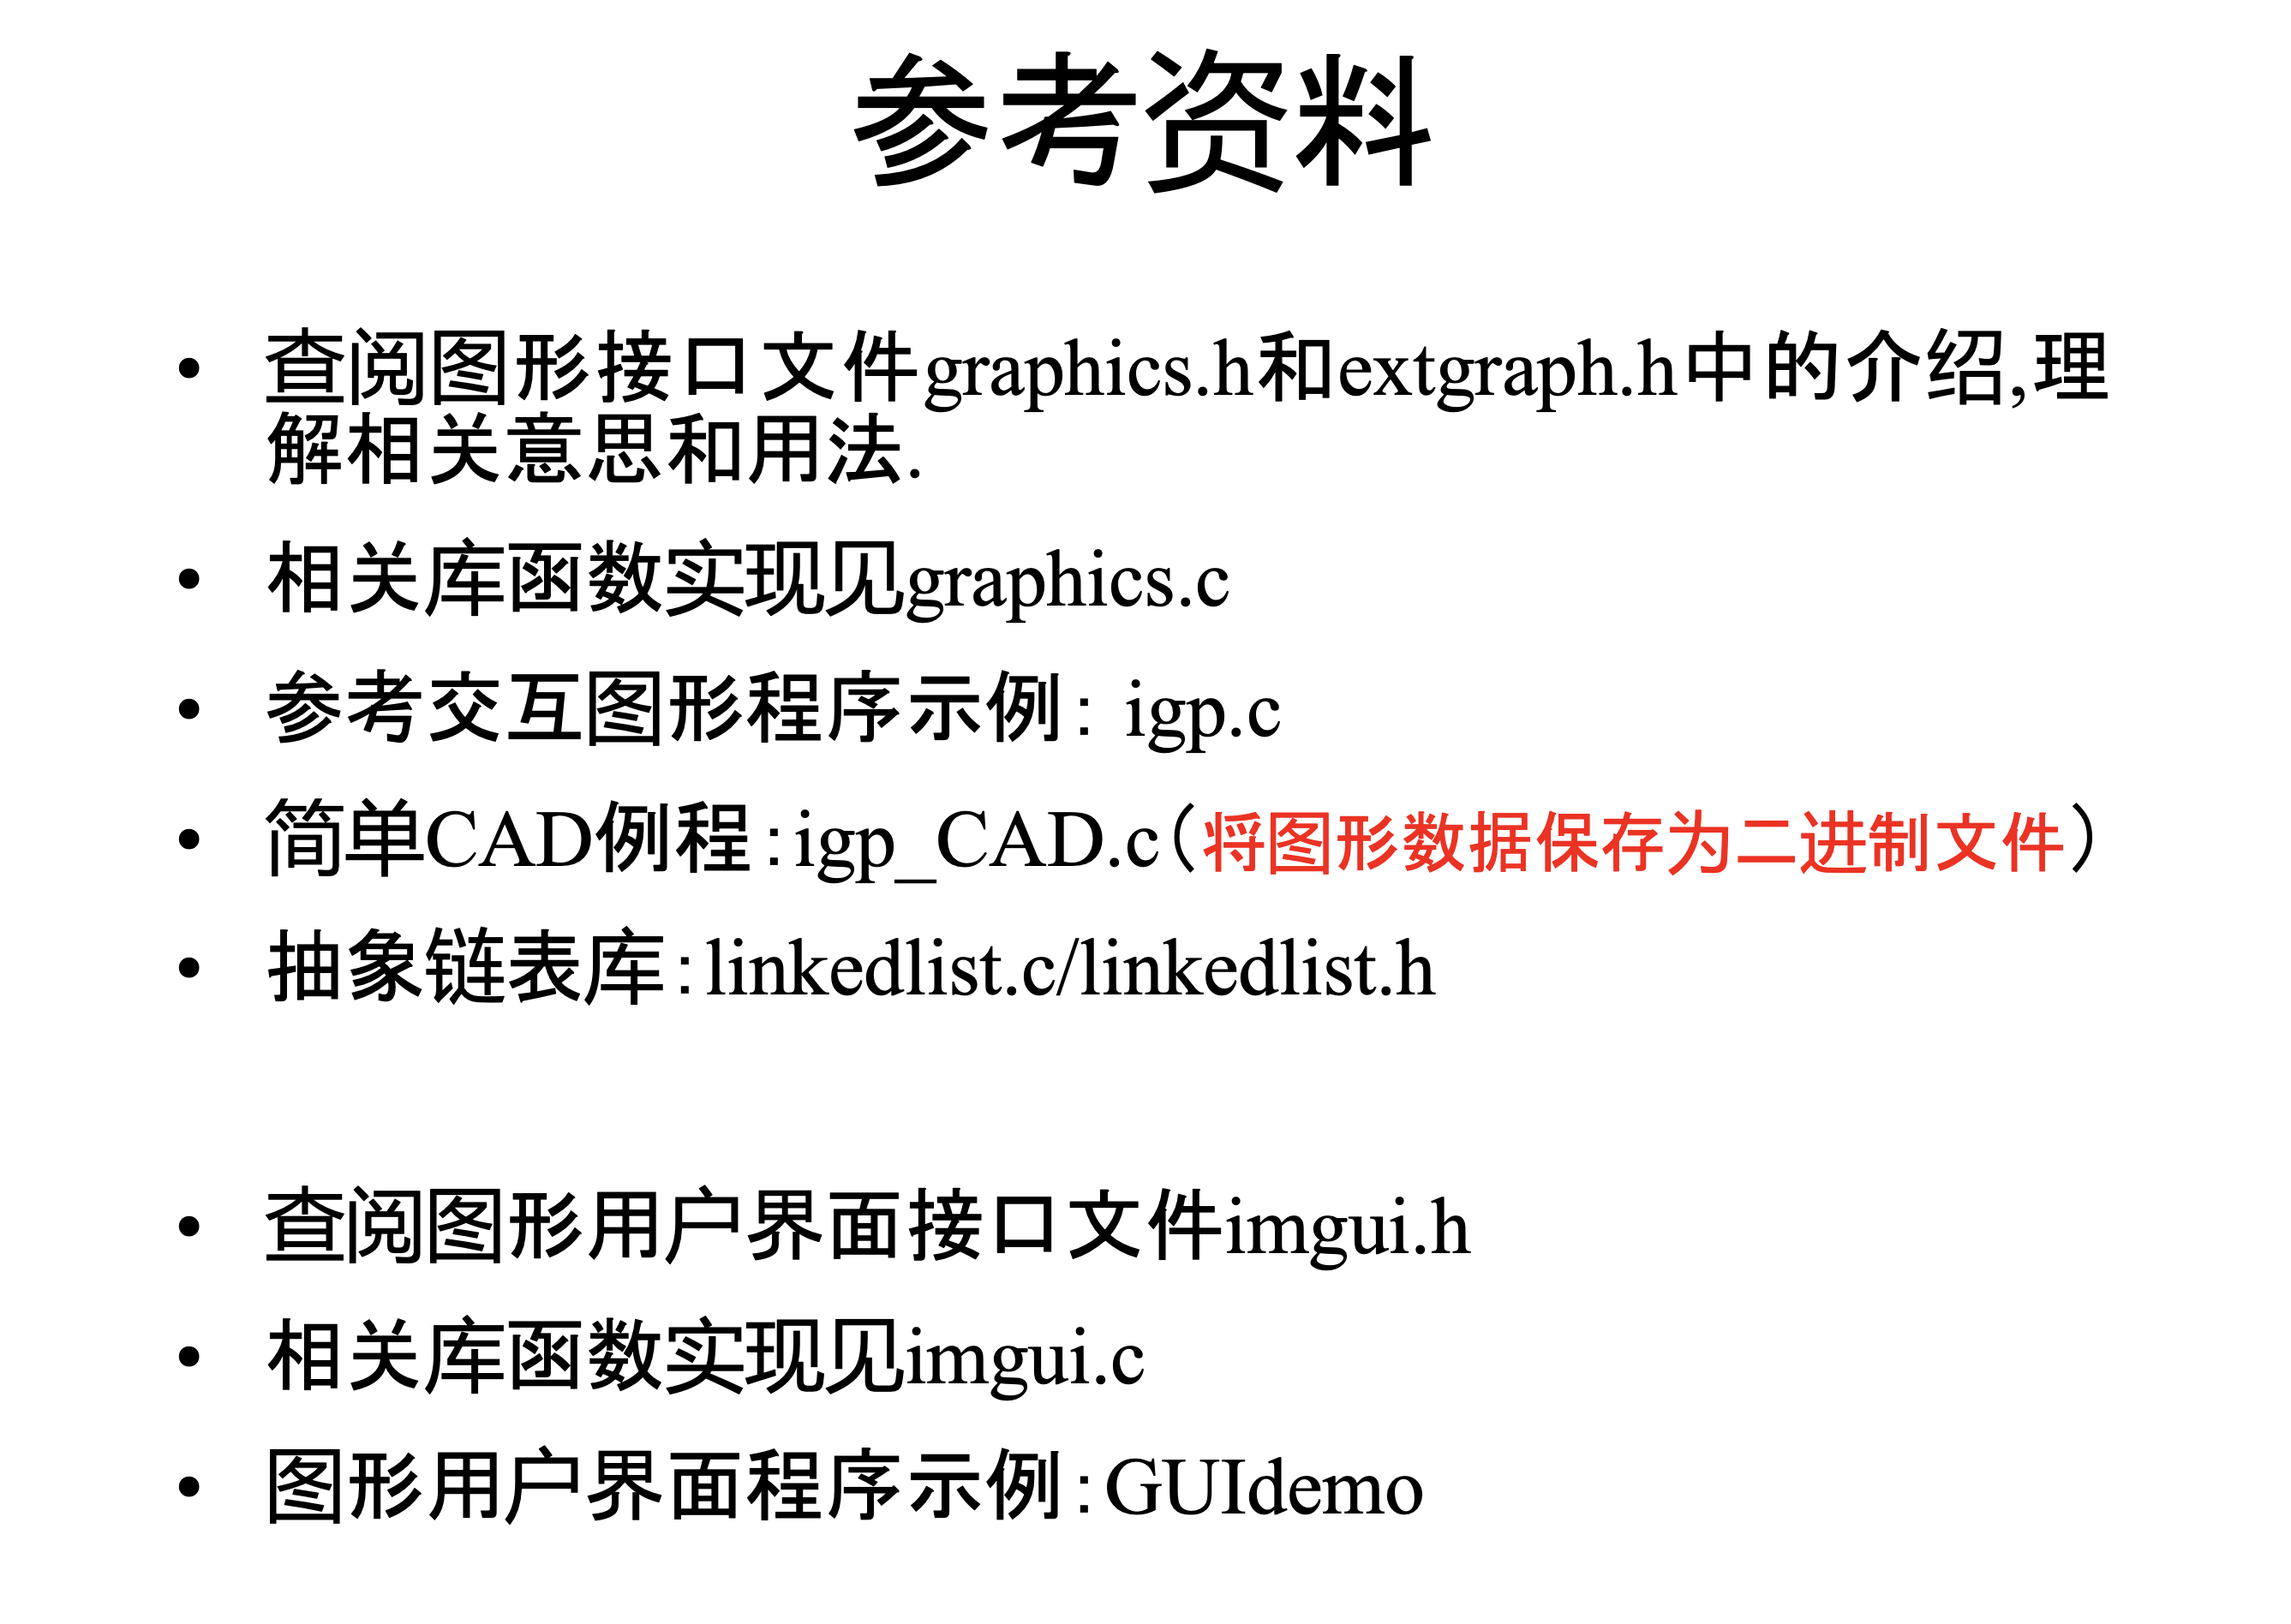 参考资料
• 查阅图形接口文件graphics.h和extgraph.h中的介绍,理
解相关意思和用法.
• 相关库函数实现见graphics.c
• 参考交互图形程序示例: igp.c
• 简单CAD例程:igp_CAD.c(将图形数据保存为二进制文件)
• 抽象链表库:linkedlist.c/linkedlist.h
• 查阅图形用户界面接口文件imgui.h
• 相关库函数实现见imgui.c
• 图形用户界面程序示例:GUIdemo